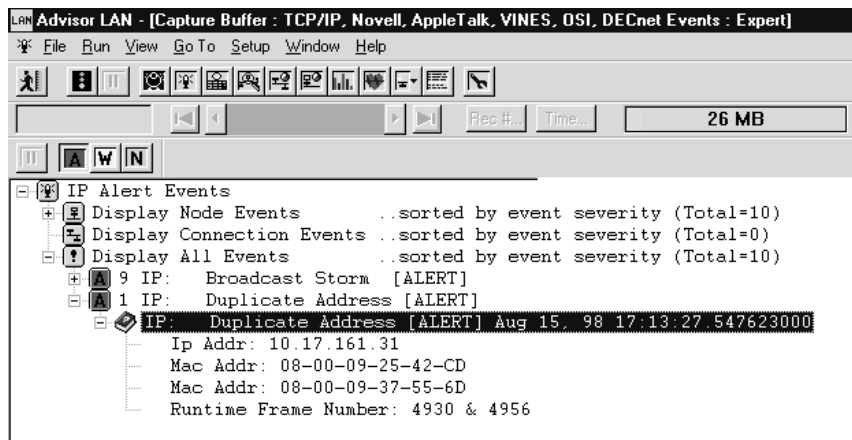 LAN Advisor LAN - [Capture Buffer : TCP/IP, Novell, AppleTalk, VINES, OSI, DECnet Events : Expert]
File Run View Go To Setup Window Help
Rec #... Time... 26 MB
A W N
IP Alert Events
Display Node Events ..sorted by event severity (Total=10)
Display Connection Events ..sorted by event severity (Total=0)
Display All Events ..sorted by event severity (Total=10)
A 9 IP: Broadcast Storm [ALERT]
A 1 IP: Duplicate Address [ALERT]
IP: Duplicate Address [ALERT] Aug 15, 98 17:13:27.547623000
Ip Addr: 10.17.161.31
Mac Addr: 08-00-09-25-42-CD
Mac Addr: 08-00-09-37-55-6D
Runtime Frame Number: 4930 & 4956